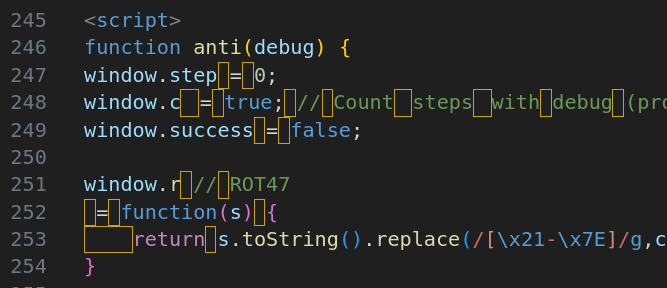 245 <script>
246 function anti(debug) {
247 window.step = 0;
248 window.c  = true; // Count  steps  with debug (pro
249 window.success = false;
250
251 window.r // ROT47
252  = function(s) {
253     return s.toString().replace(/[\x21-\x7E]/g,c
254 }